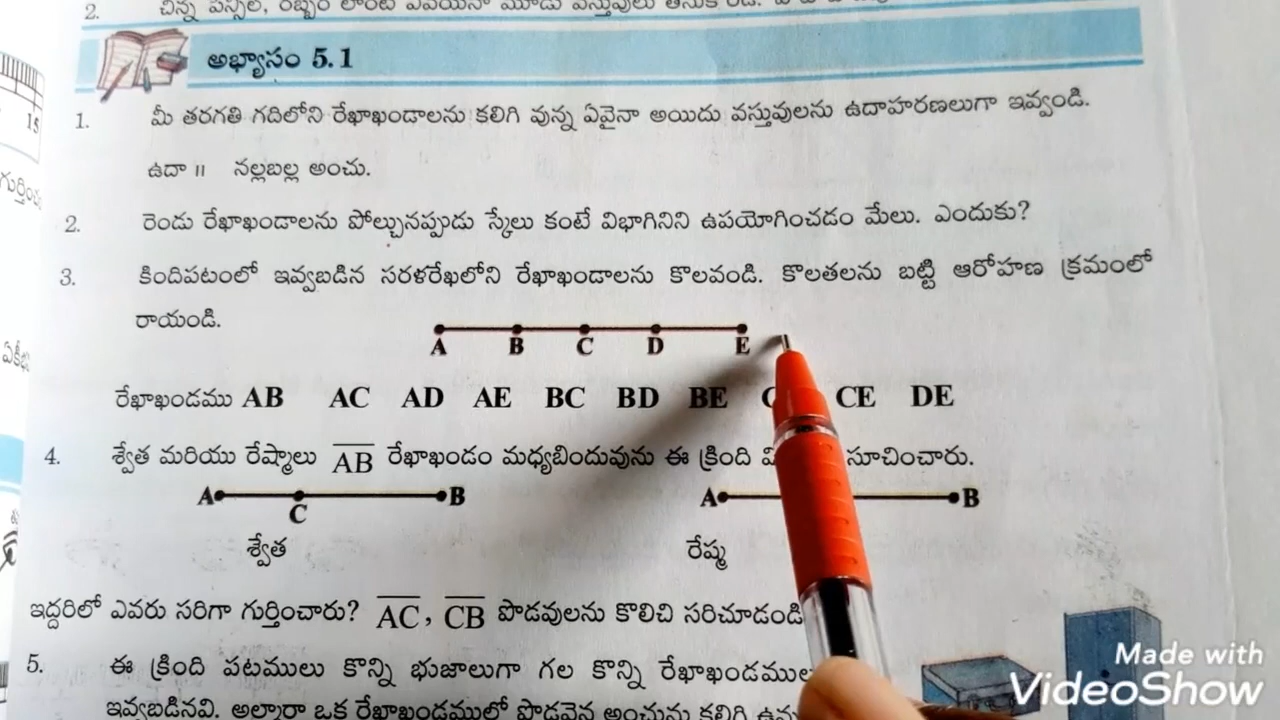 2. చిన్న పెన్సిల్, రబ్బరు లాంటి ఏవైనా మూడు వస్తువులు
అభ్యాసం 5.1
15
1. మీ తరగతి గదిలోని రేఖాఖండాలను కలిగి వున్న ఏవైనా అయిదు వస్తువులను ఉదాహరణలుగా ఇవ్వండి.
ఉదా ॥ నల్లబల్ల అంచు.
2. రెండు రేఖాఖండాలను పోల్చునప్పుడు స్కేలు కంటే విభాగినిని ఉపయోగించడం మేలు. ఎందుకు?
3. కిందిపటంలో ఇవ్వబడిన సరళరేఖలోని రేఖాఖండాలను కొలవండి. కొలతలను బట్టి ఆరోహణ క్రమంలో
రాయండి.
A B C D E
రేఖాఖండము AB AC AD AE BC BD BE C CE DE
4. శ్వేత మరియు రేష్మాలు AB రేఖాఖండం మధ్యబిందువును ఈ క్రింది సూచించారు.
A C B A B
శ్వేత రేష్మ
ఇద్దరిలో ఎవరు సరిగా గుర్తించారు? AC, CB పొడవులను కొలిచి సరిచూడండి
5. ఈ క్రింది పటములు కొన్ని భుజాలుగా గల కొన్ని రేఖాఖండముల
ఇవ్వబడినవి. అల్మారా ఒక రేఖాఖండములో పొడవైన అంచును కలిగి
Made with
VideoShow